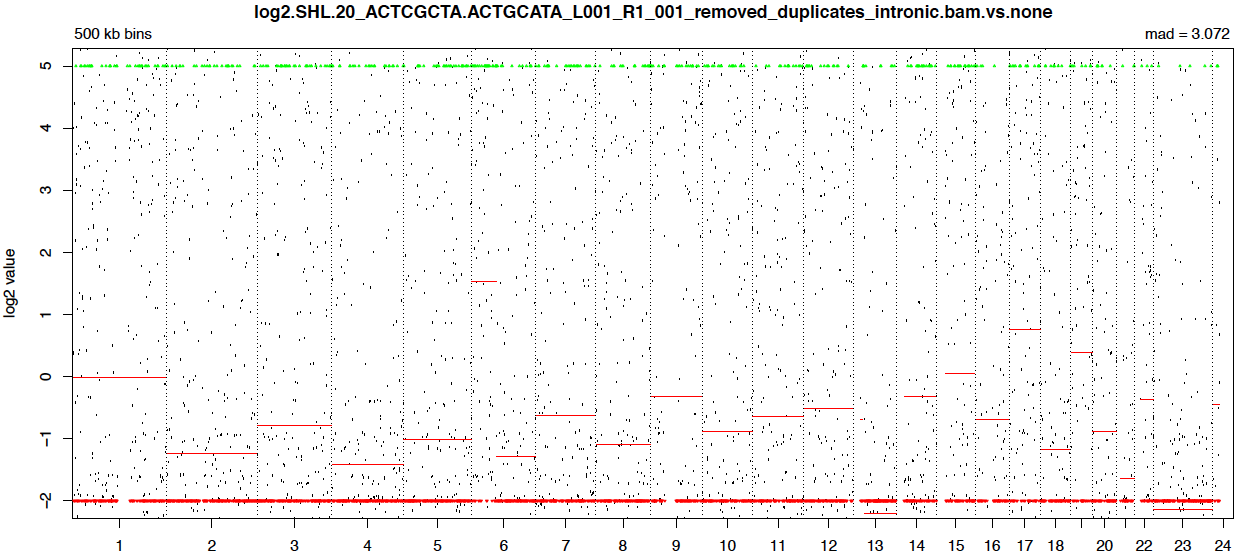 log2.SHL.20_ACTCGCTA.ACTGCATA_L001_R1_001_removed_duplicates_intronic.bam.vs.none
500 kb bins
mad = 3.072
5
4
3
2
1
0
-1
-2
log2 value
1 2 3 4 5 6 7 8 9 10 11 12 13 14 15 16 17 18 20 22 23 24